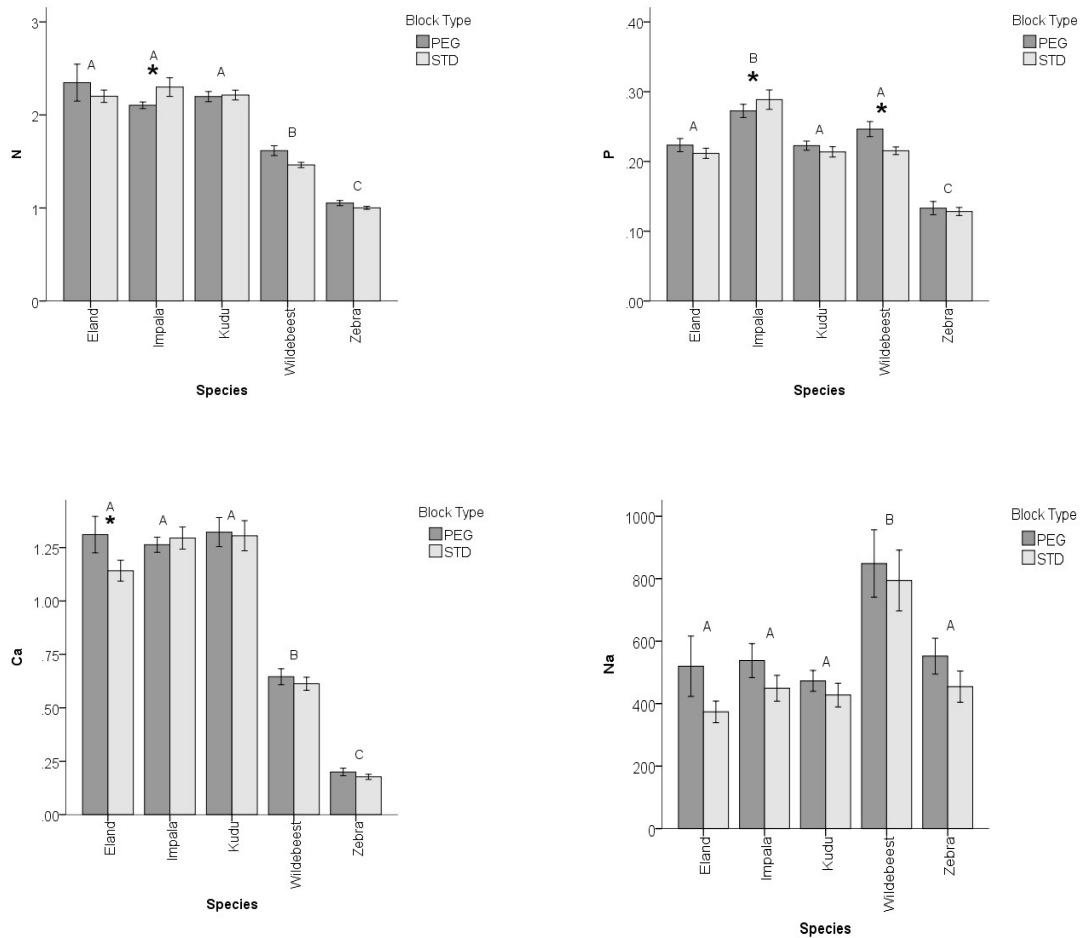 Block Type
PEG
STD
3
2
1
0
N
A
A
*
A
B
C
Eland
Impala
Kudu
Wildebeest
Zebra
Species
Block Type
PEG
STD
.40
.30
.20
.10
.00
P
A
B
*
A
A
*
C
Eland
Impala
Kudu
Wildebeest
Zebra
Species
Block Type
PEG
STD
1.25
1.00
.75
.50
.25
.00
Ca
A
*
A
A
B
C
Eland
Impala
Kudu
Wildebeest
Zebra
Species
Block Type
PEG
STD
1000
800
600
400
200
0
Na
A
A
A
B
A
Eland
Impala
Kudu
Wildebeest
Zebra
Species